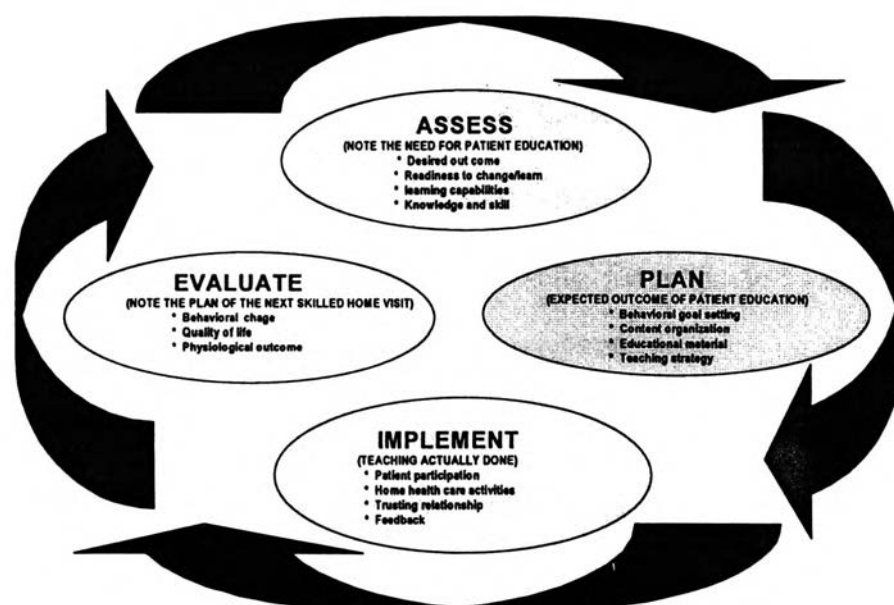 ASSESS
(NOTE THE NEED FOR PATIENT EDUCATION)
* Desired out come
* Readiness to change/learn
* learning capabilities
* Knowledge and skill
EVALUATE
(NOTE THE PLAN OF THE NEXT SKILLED HOME VISIT)
* Behavioral chage
* Quality of life
* Physiological outcome
PLAN
(EXPECTED OUTCOME OF PATIENT EDUCATION)
* Behavioral goal setting
* Content organization
* Educational material
* Teaching strategy
IMPLEMENT
(TEACHING ACTUALLY DONE)
* Patient participation
* Home health care activities
* Trusting relationship
* Feedback